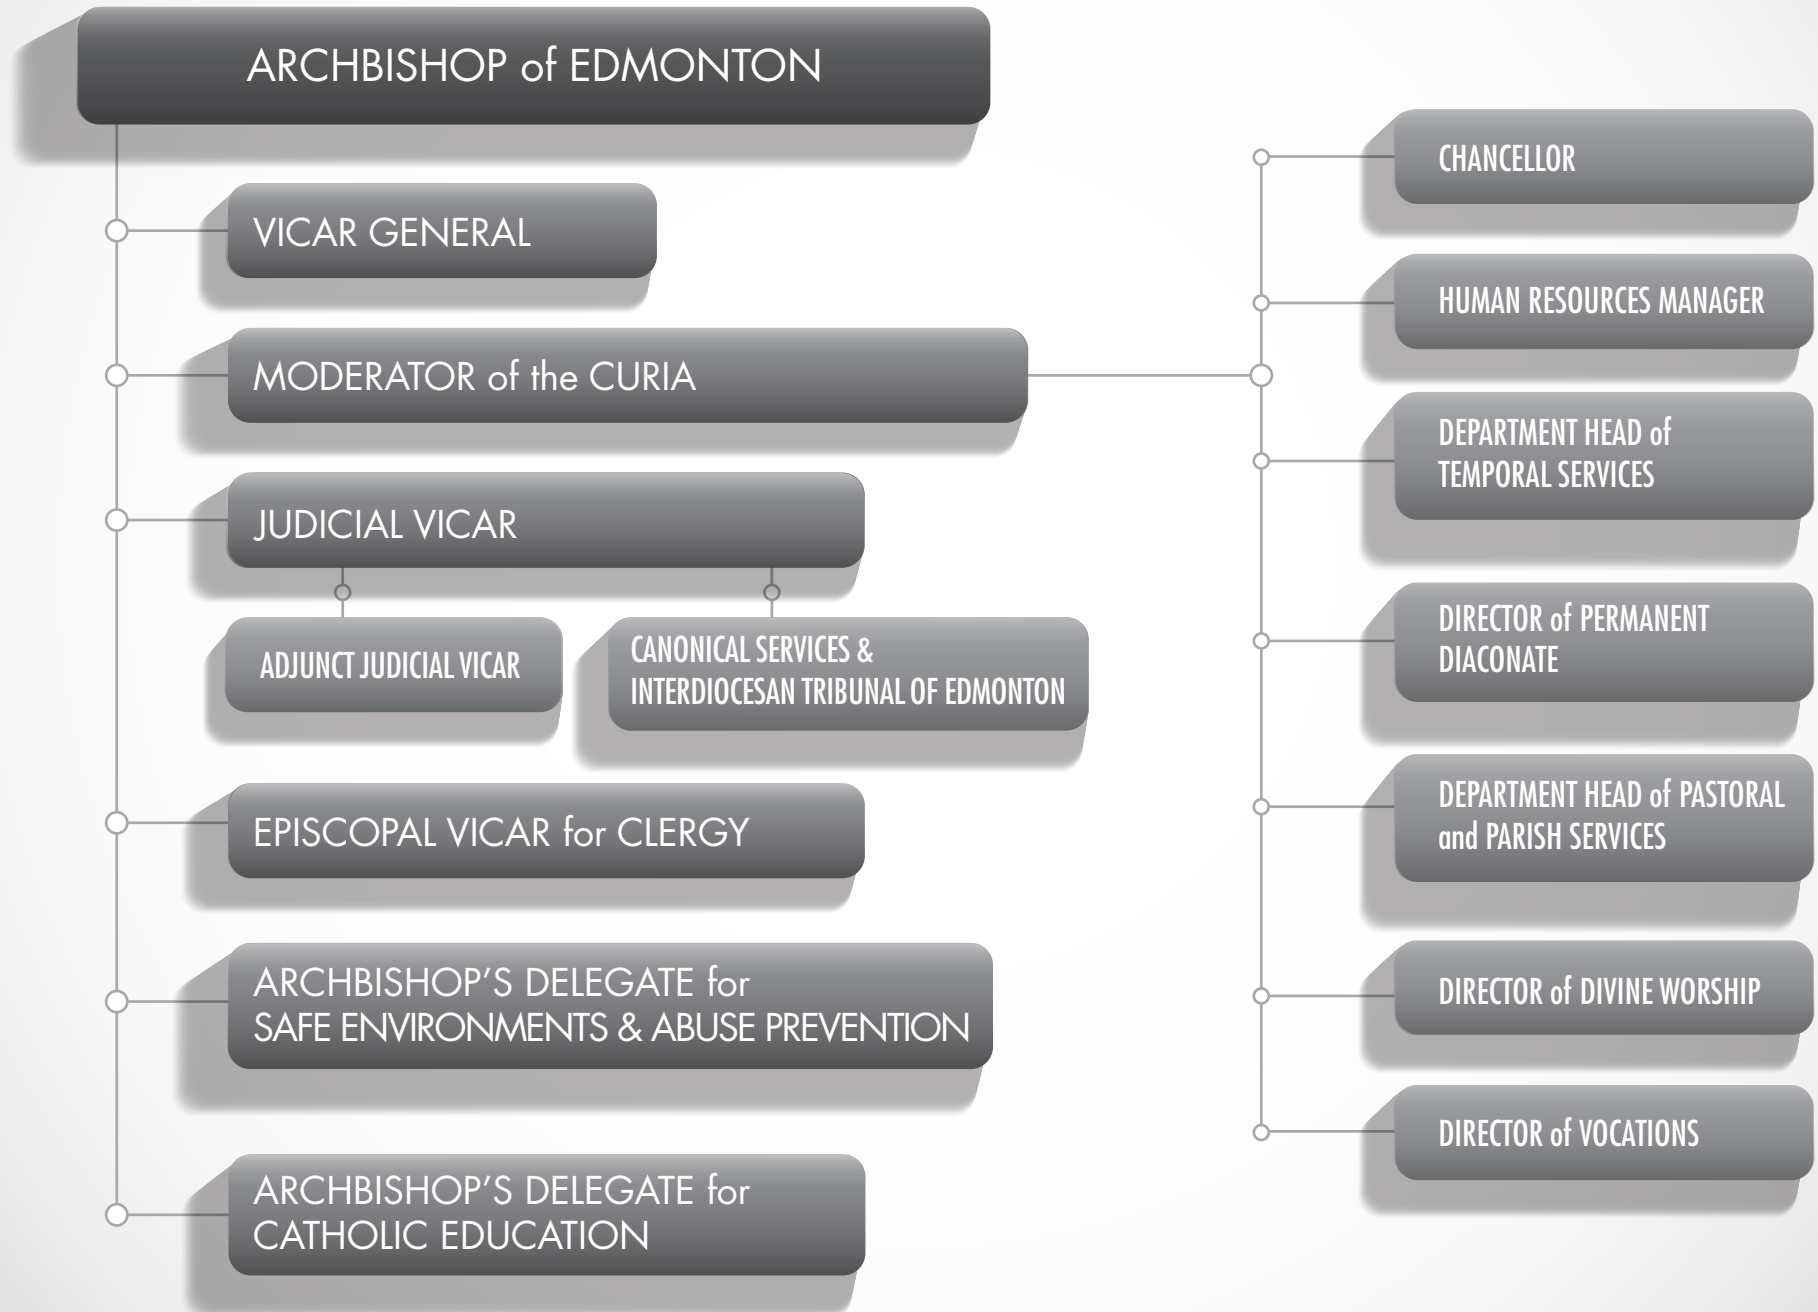 ARCHBISHOP of EDMONTON
VICAR GENERAL
MODERATOR of the CURIA
JUDICIAL VICAR
ADJUNCT JUDICIAL VICAR
CANONICAL SERVICES &
INTERDIOCESAN TRIBUNAL OF EDMONTON
EPISCOPAL VICAR for CLERGY
ARCHBISHOP’S DELEGATE for
SAFE ENVIRONMENTS & ABUSE PREVENTION
ARCHBISHOP’S DELEGATE for
CATHOLIC EDUCATION
CHANCELLOR
HUMAN RESOURCES MANAGER
DEPARTMENT HEAD of
TEMPORAL SERVICES
DIRECTOR of PERMANENT
DIACONATE
DEPARTMENT HEAD of PASTORAL
and PARISH SERVICES
DIRECTOR of DIVINE WORSHIP
DIRECTOR of VOCATIONS